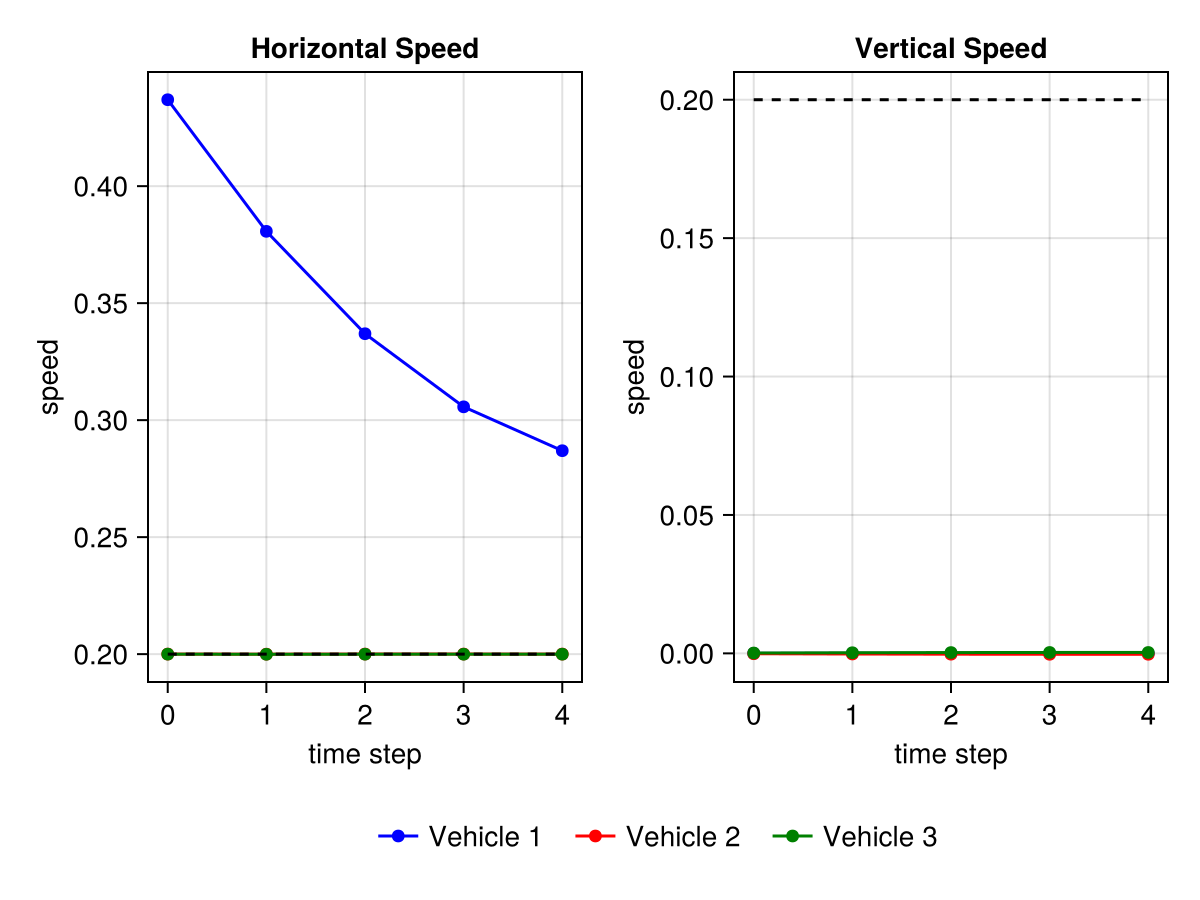 Horizontal Speed
0.40
0.35
0.30
0.25
0.20
speed
0 1 2 3 4
time step
Vertical Speed
0.20
0.15
0.10
0.05
0.00
speed
0 1 2 3 4
time step
Vehicle 1 Vehicle 2 Vehicle 3